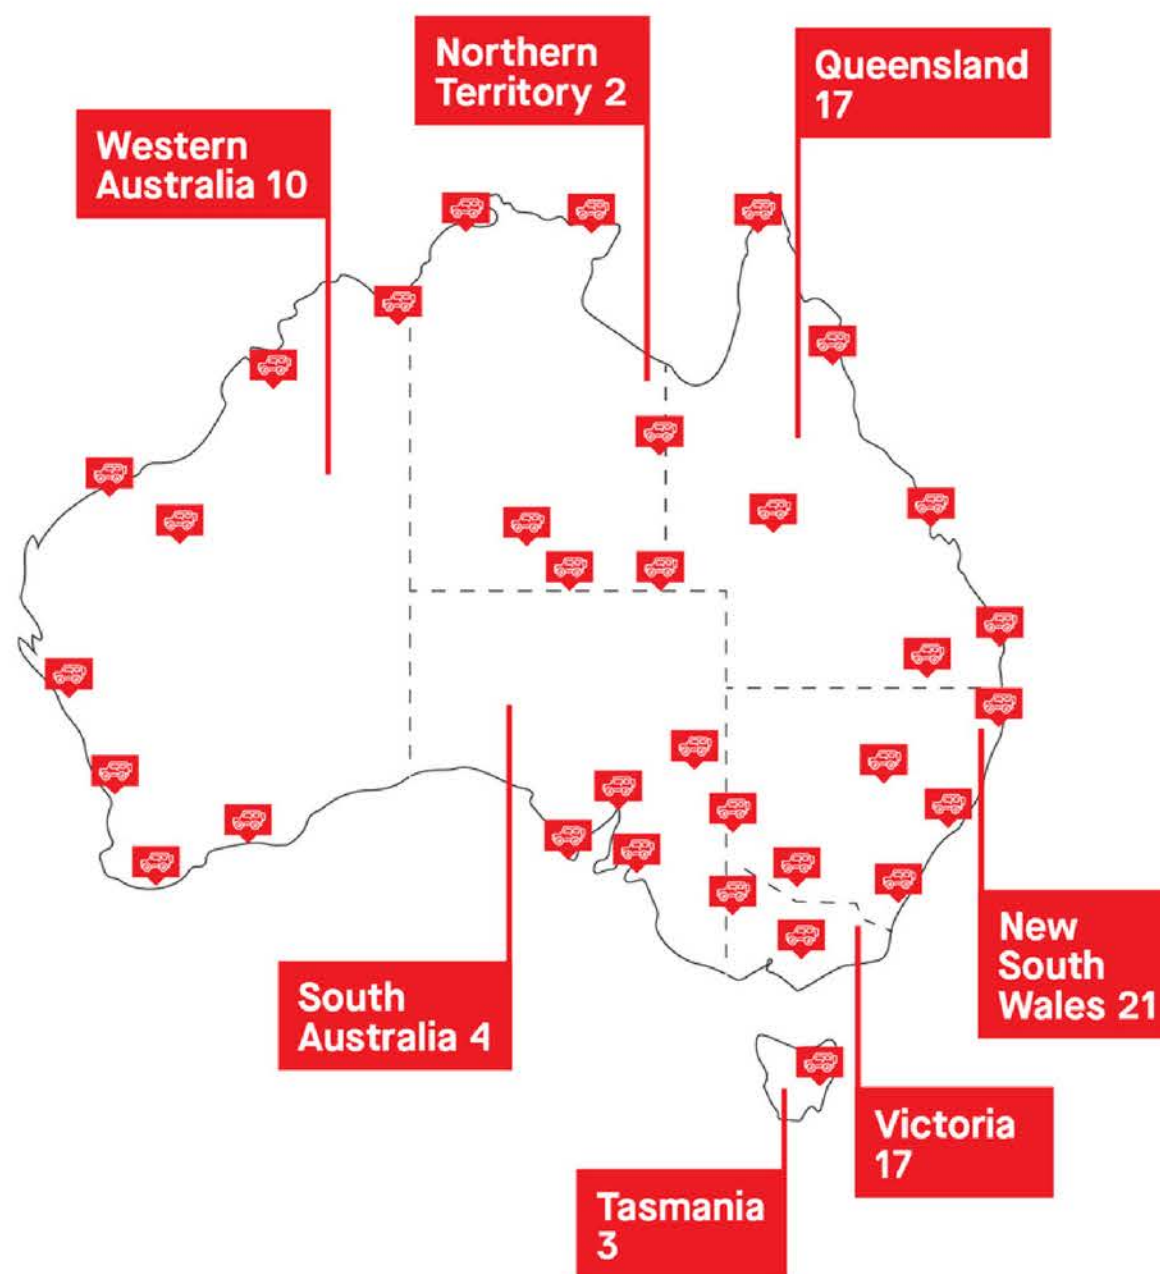 Northern
Territory 2
Queensland
17
Western
Australia 10
New
South
Wales 21
South
Australia 4
Victoria
17
Tasmania
3